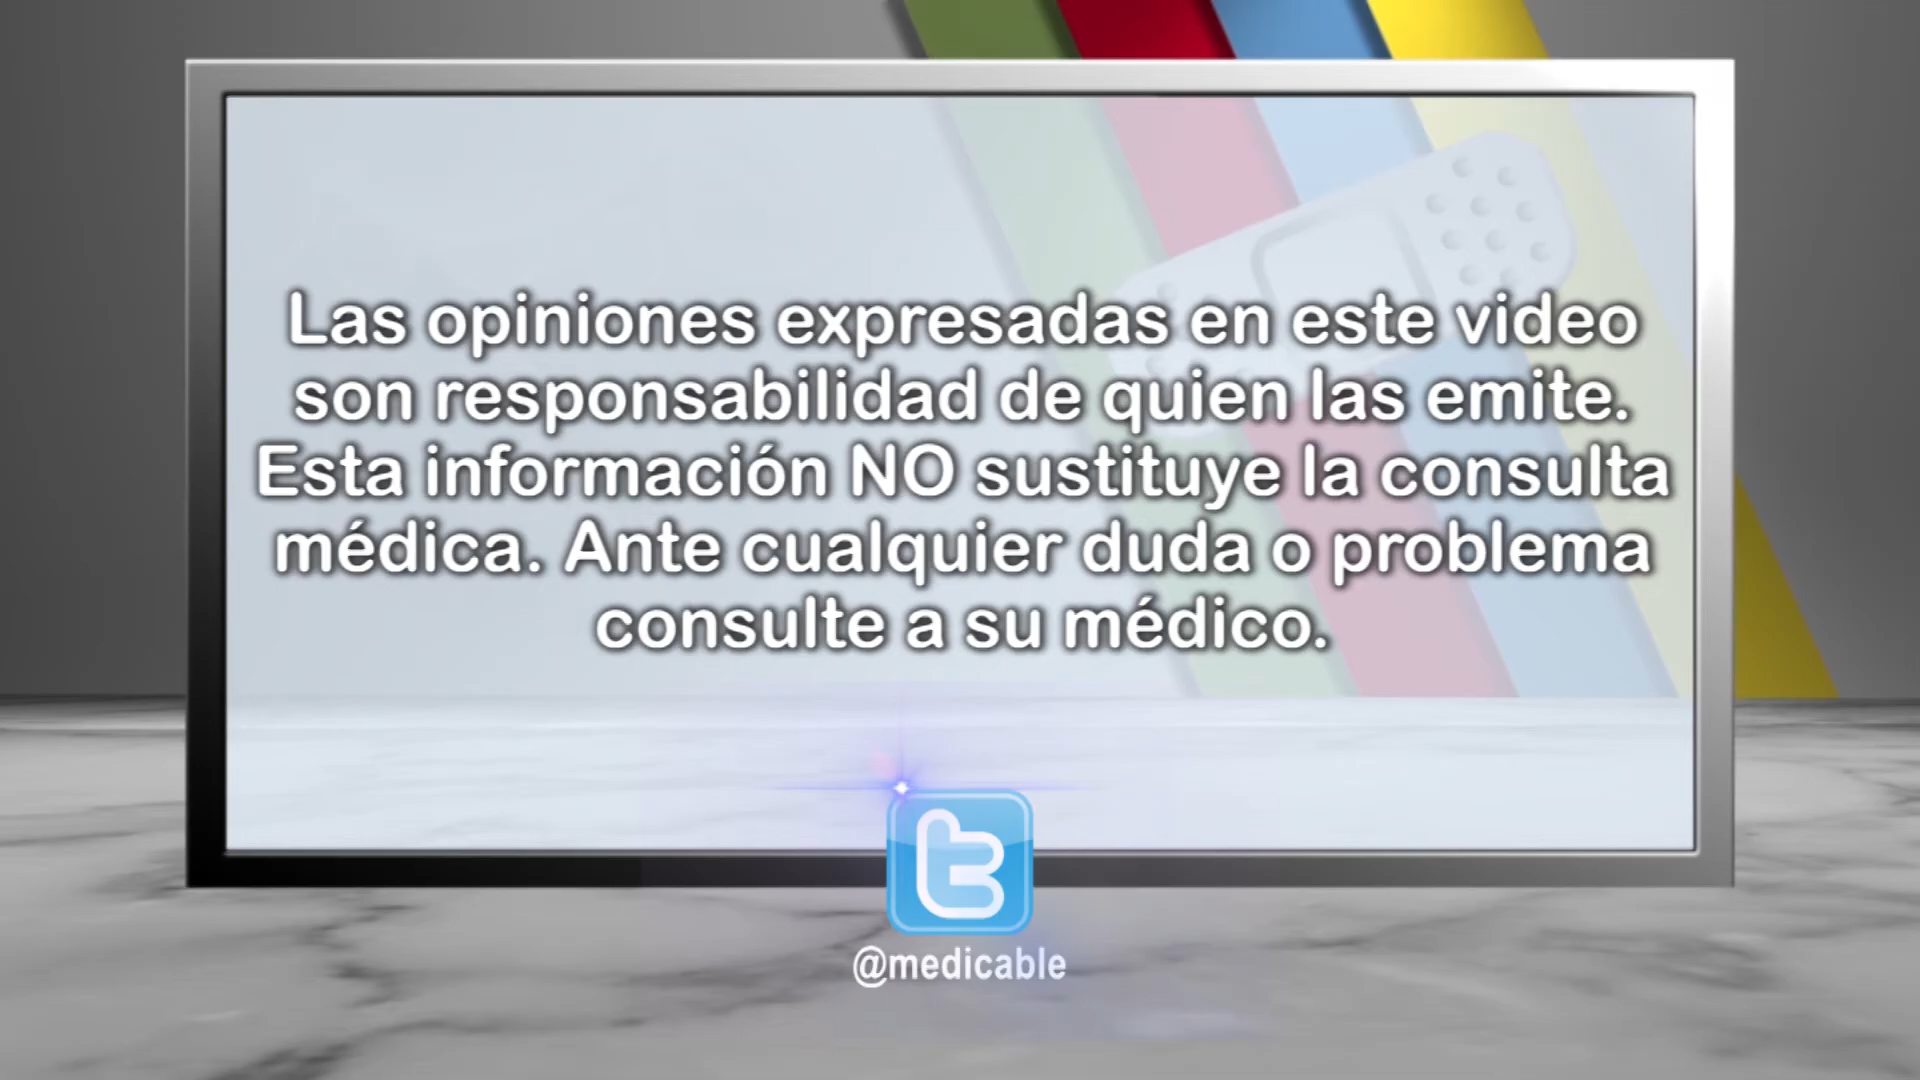 Las opiniones expresadas en este video
son responsabilidad de quien las emite.
Esta información NO sustituye la consulta
médica. Ante cualquier duda o problema
consulte a su médico.
@medicable